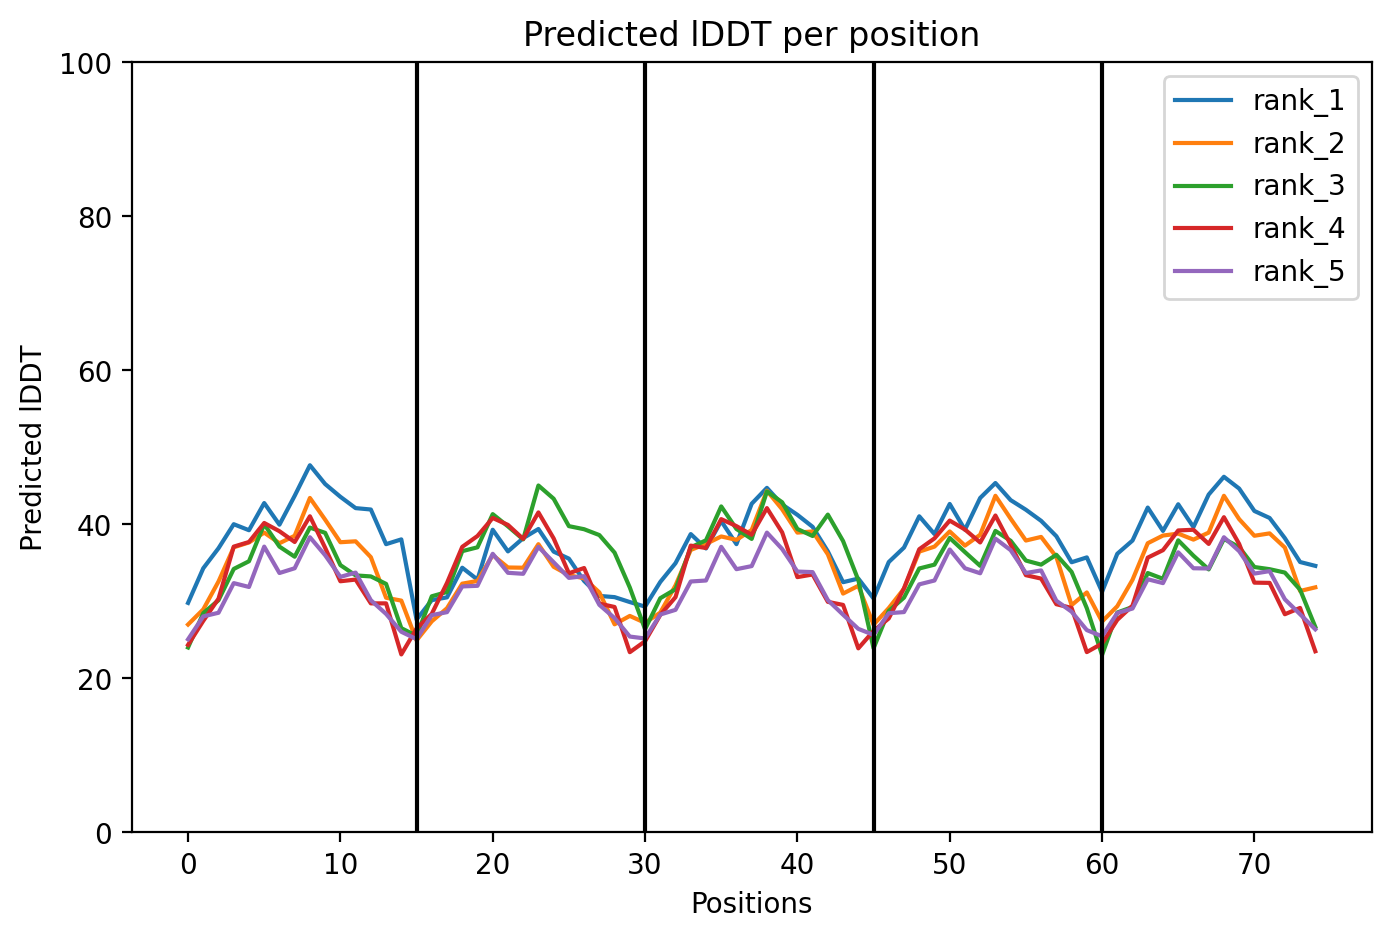 Predicted lDDT per position
100
80
60
40
20
0
Predicted lDDT
0 10 20 30 40 50 60 70
Positions
rank_1
rank_2
rank_3
rank_4
rank_5